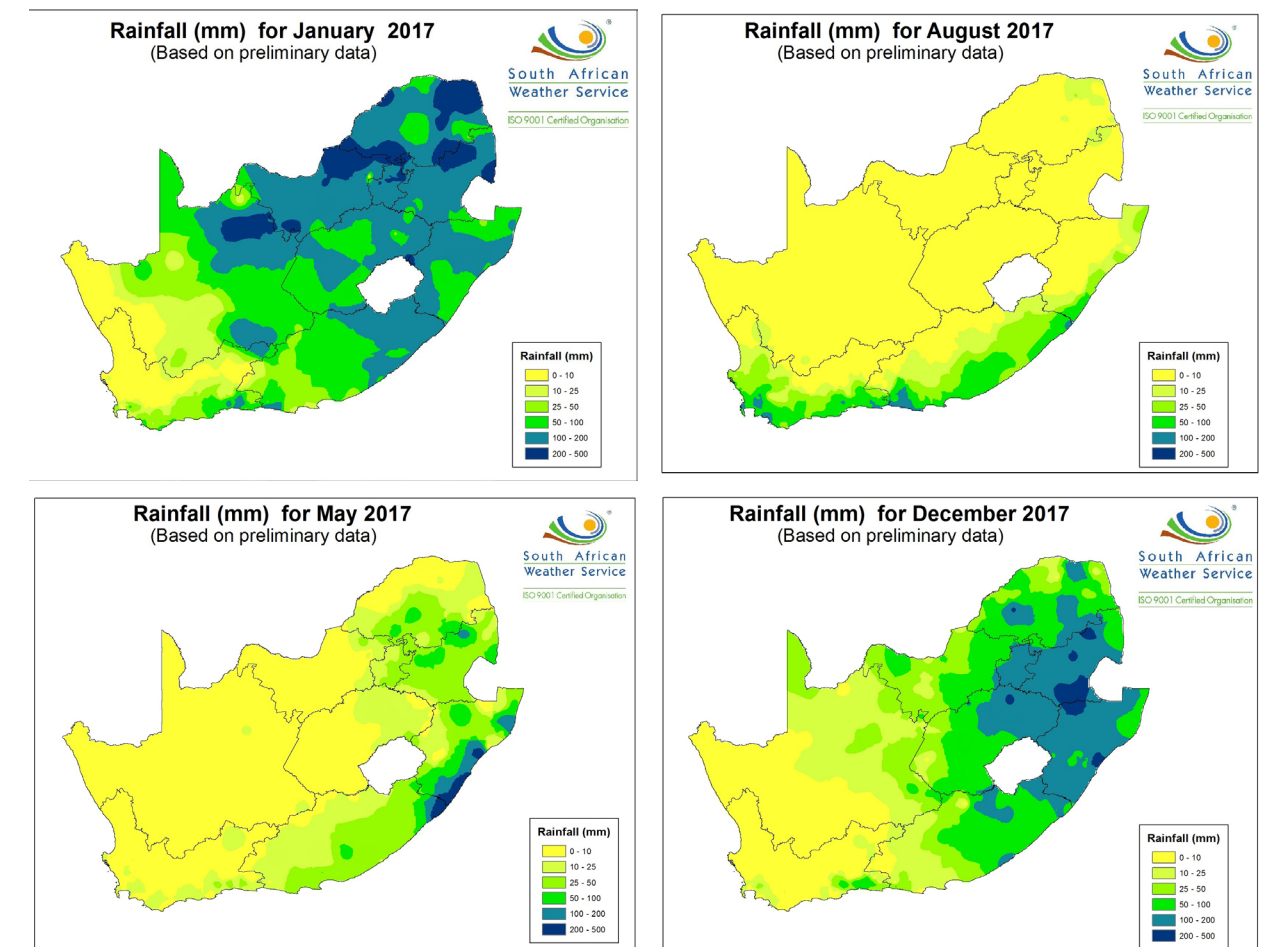 Rainfall (mm)  for January  2017
(Based on preliminary data)
South African
Weather Service
ISO 9001 Certified Organisation
Rainfall (mm)
0 - 10
10 - 25
25 - 50
50 - 100
100 - 200
200 - 500
Rainfall (mm)  for August 2017
(Based on preliminary data)
®
South African
Weather Service
ISO 9001 Certified Organisation
Rainfall (mm)
0 - 10
10 - 25
25 - 50
50 - 100
100 - 200
200 - 500
Rainfall (mm)  for May 2017
(Based on preliminary data)
®
South African
Weather Service
ISO 9001 Certified Organisation
Rainfall (mm)
0 - 10
10 - 25
25 - 50
50 - 100
100 - 200
200 - 500
Rainfall (mm)  for December 2017
(Based on preliminary data)
®
South African
Weather Service
ISO 9001 Certified Organisation
Rainfall (mm)
0 - 10
10 - 25
25 - 50
50 - 100
100 - 200
200 - 500